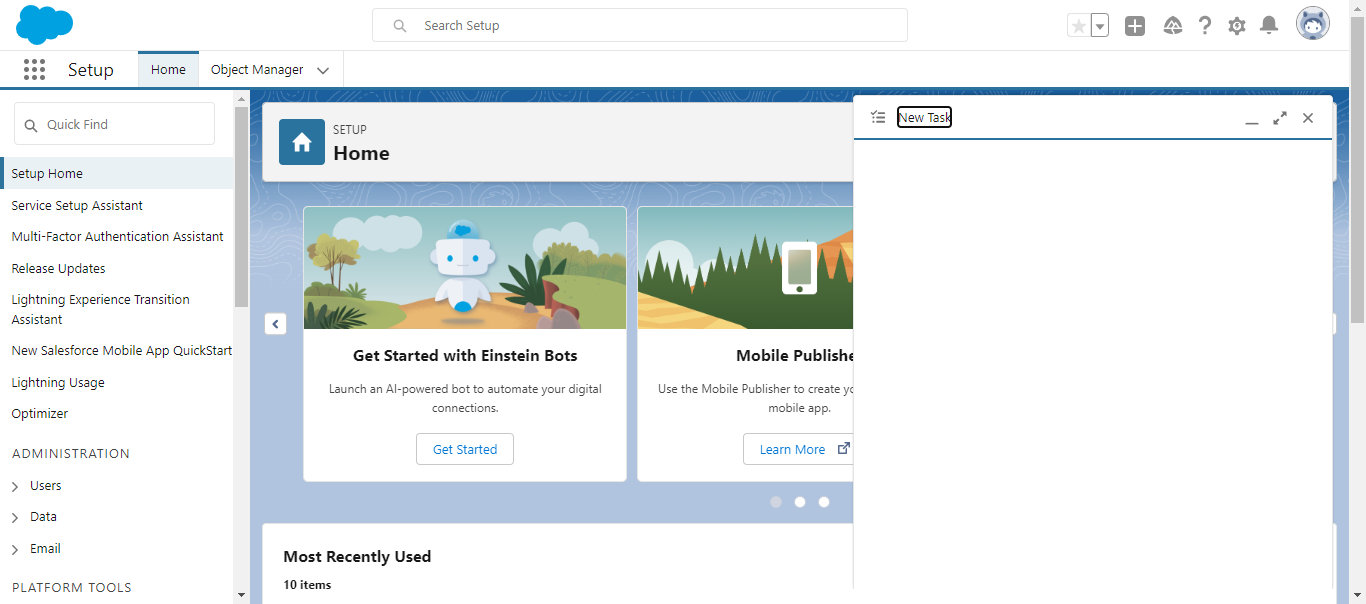 Search Setup
Setup
Home
Object Manager
Quick Find
Setup Home
Service Setup Assistant
Multi-Factor Authentication Assistant
Release Updates
Lightning Experience Transition
Assistant
New Salesforce Mobile App QuickStart
Lightning Usage
Optimizer
ADMINISTRATION
Users
Data
Email
PLATFORM TOOLS
SETUP
Home
Get Started with Einstein Bots
Launch an AI-powered bot to automate your digital
connections.
Get Started
Mobile Publishe
Use the Mobile Publisher to create yo
mobile app.
Learn More
Most Recently Used
10 items
New Task